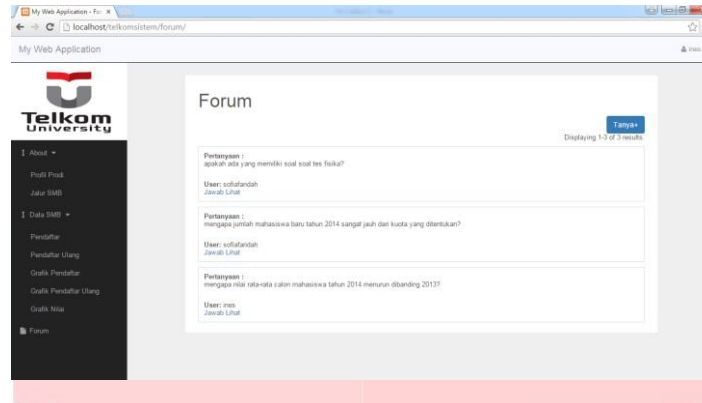 My Web Application - For
localhost/telkomsistem/forum/
My Web Application
ines
Telkom
University
About
Profil Prodi
Jalur SMB
Data SMB
Pendaftar
Pendaftar Ulang
Grafik Pendaftar
Grafik Pendaftar Ulang
Grafik Nilai
Forum
Forum
Tanya+
Displaying 1-3 of 3 results.
Pertanyaan :
apakah ada yang memiliki soal soal tes fisika?
User: sofiafandah
Jawab Lihat
Pertanyaan :
mengapa jumlah mahasiswa baru tahun 2014 sangat jauh dari kuota yang ditentukan?
User: sofiafandah
Jawab Lihat
Pertanyaan :
mengapa nilai rata-rata calon mahasiswa tahun 2014 menurun dibanding 2013?
User: ines
Jawab Lihat